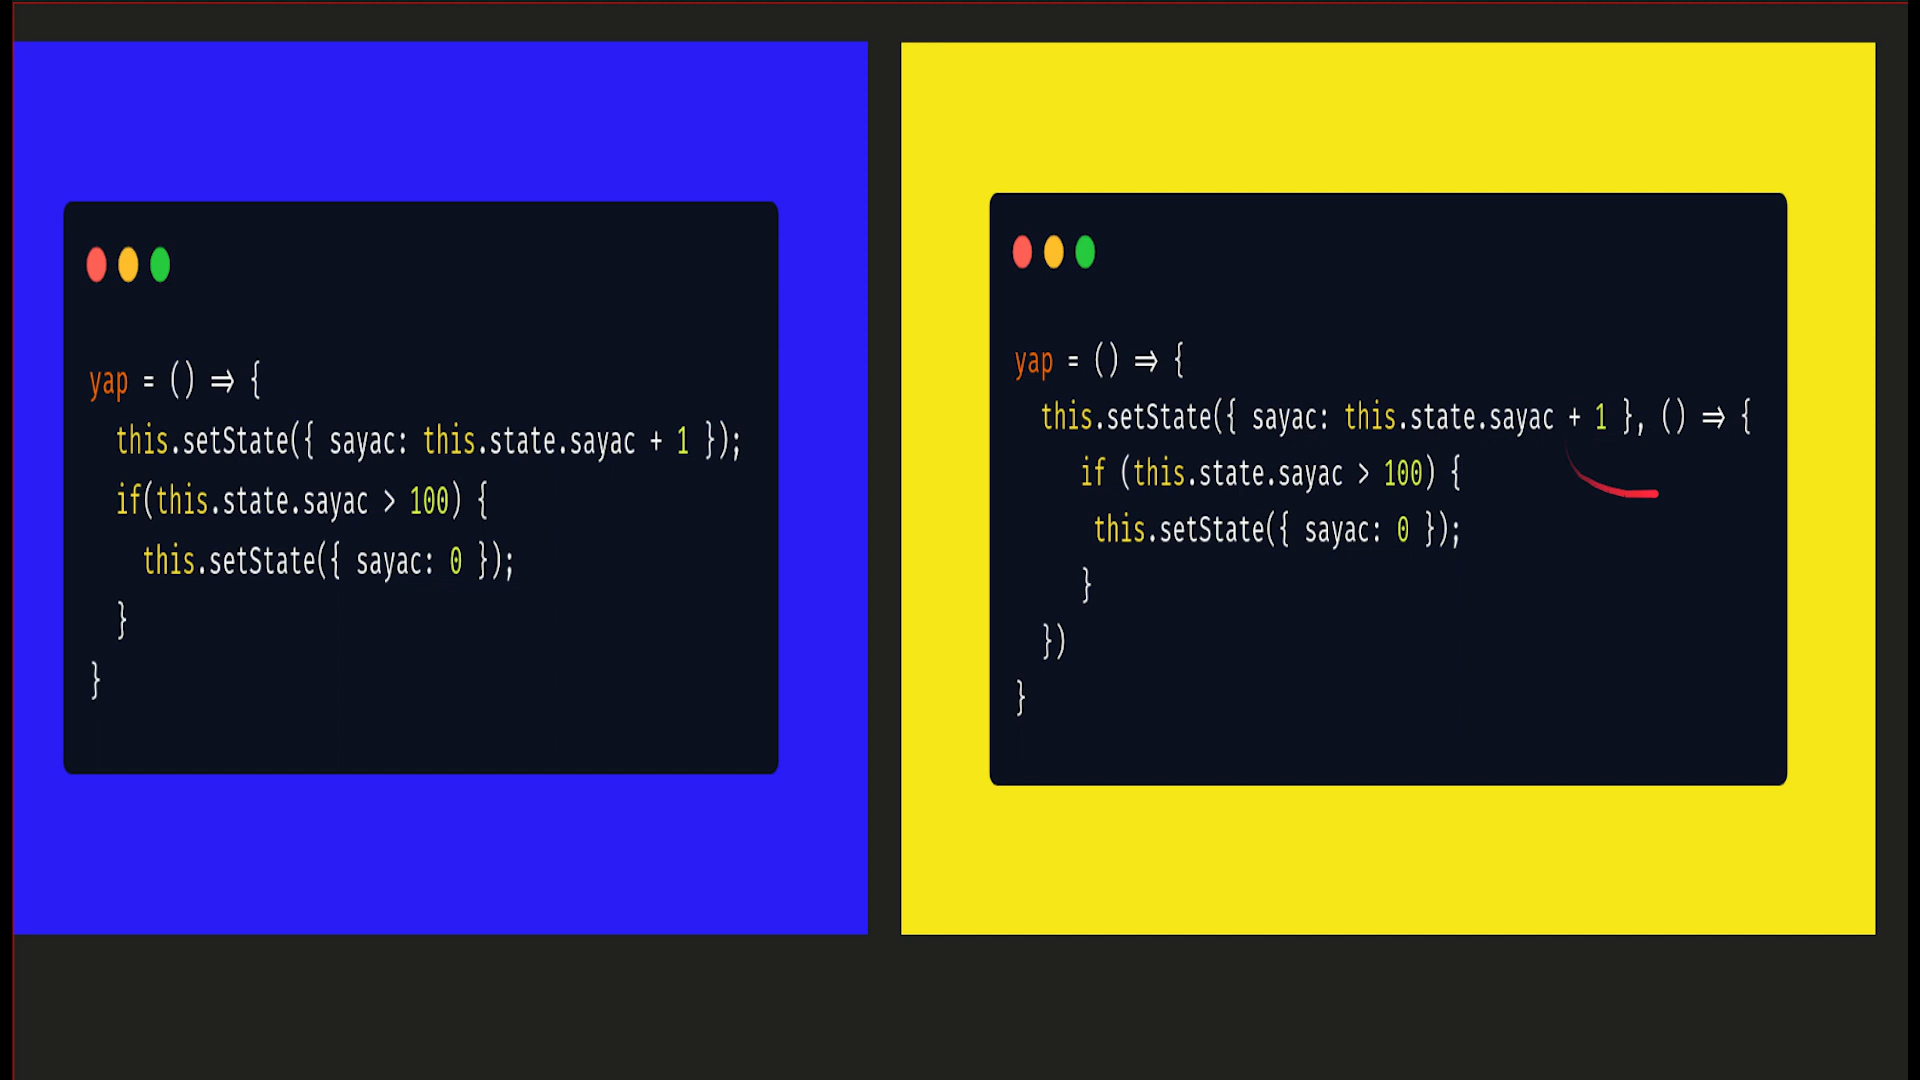 yap = () => {
this.setState({ sayac: this.state.sayac + 1 });
if(this.state.sayac > 100) {
this.setState({ sayac: 0 });
}
}
yap = () => {
this.setState({ sayac: this.state.sayac + 1 }, () => {
if (this.state.sayac > 100) {
this.setState({ sayac: 0 });
}
})
}